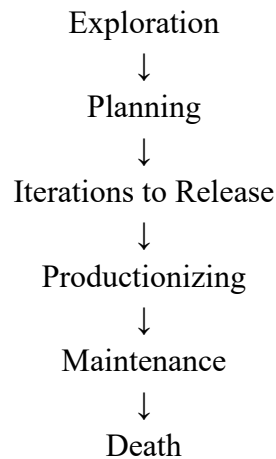 Exploration
↓
Planning
↓
Iterations to Release
↓
Productionizing
↓
Maintenance
↓
Death